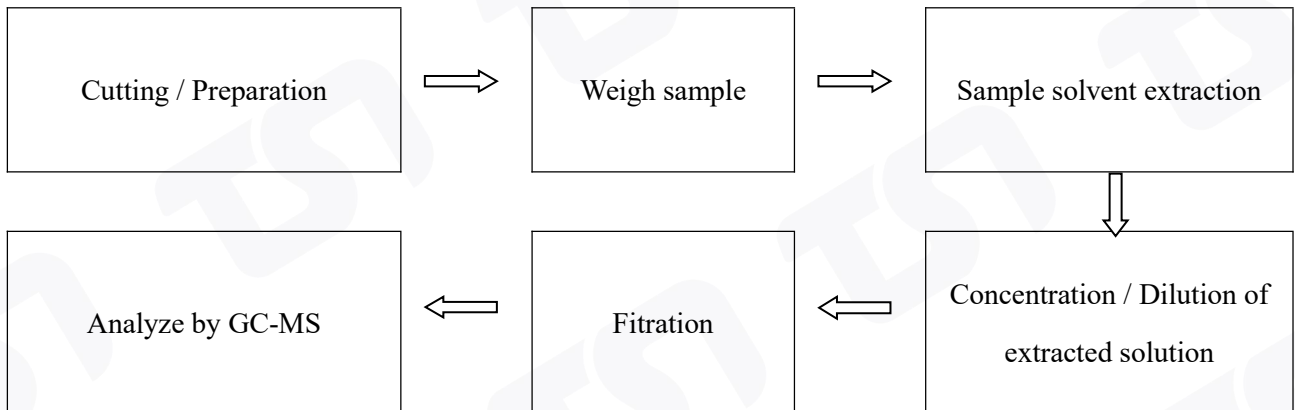 Cutting / Preparation
Weigh sample
Sample solvent extraction
Concentration / Dilution of
extracted solution
Fitration
Analyze by GC-MS